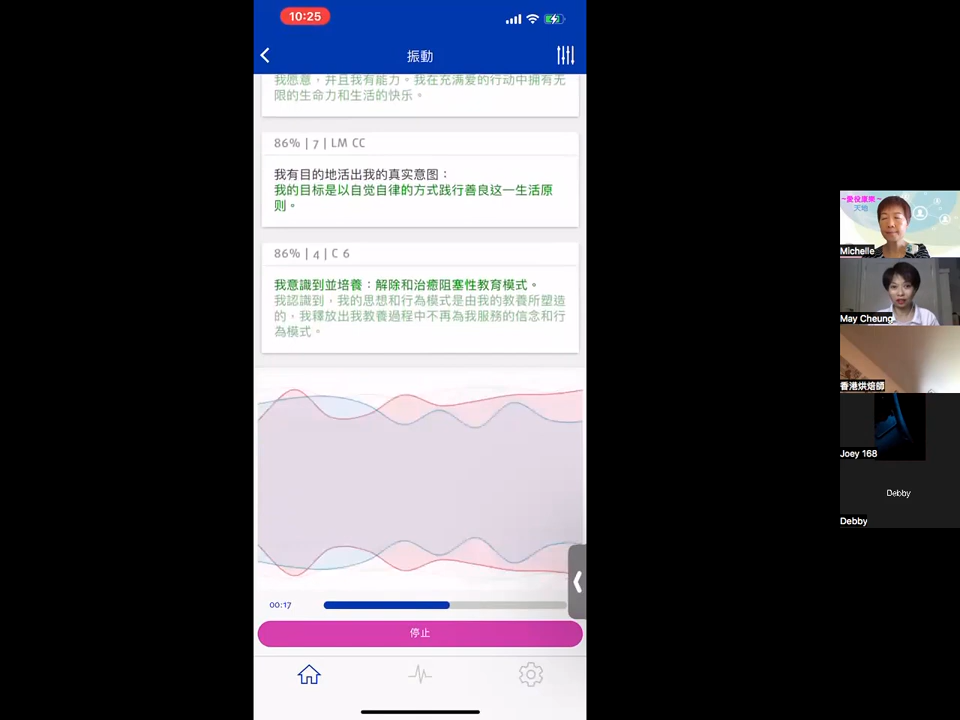 10:25
振動
我愿意，并且我有能力。我在充满爱的行动中拥有无
限的生命力和生活的快乐。
86% | 7 | LM CC
我有目的地活出我的真实意图：
我的目标是以自觉自律的方式践行善良这一生活原
则。
86% | 4 | C 6
我意識到並培養：解除和治癒阻塞性教育模式。
我認識到，我的思想和行為模式是由我的教養所塑造
的，我釋放出我教養過程中不再為我服務的信念和行
為模式。
00:17
停止
~愛悅康樂~
天地
Michelle
May Cheung
香港烘焙師
Joey 168
Debby
Debby